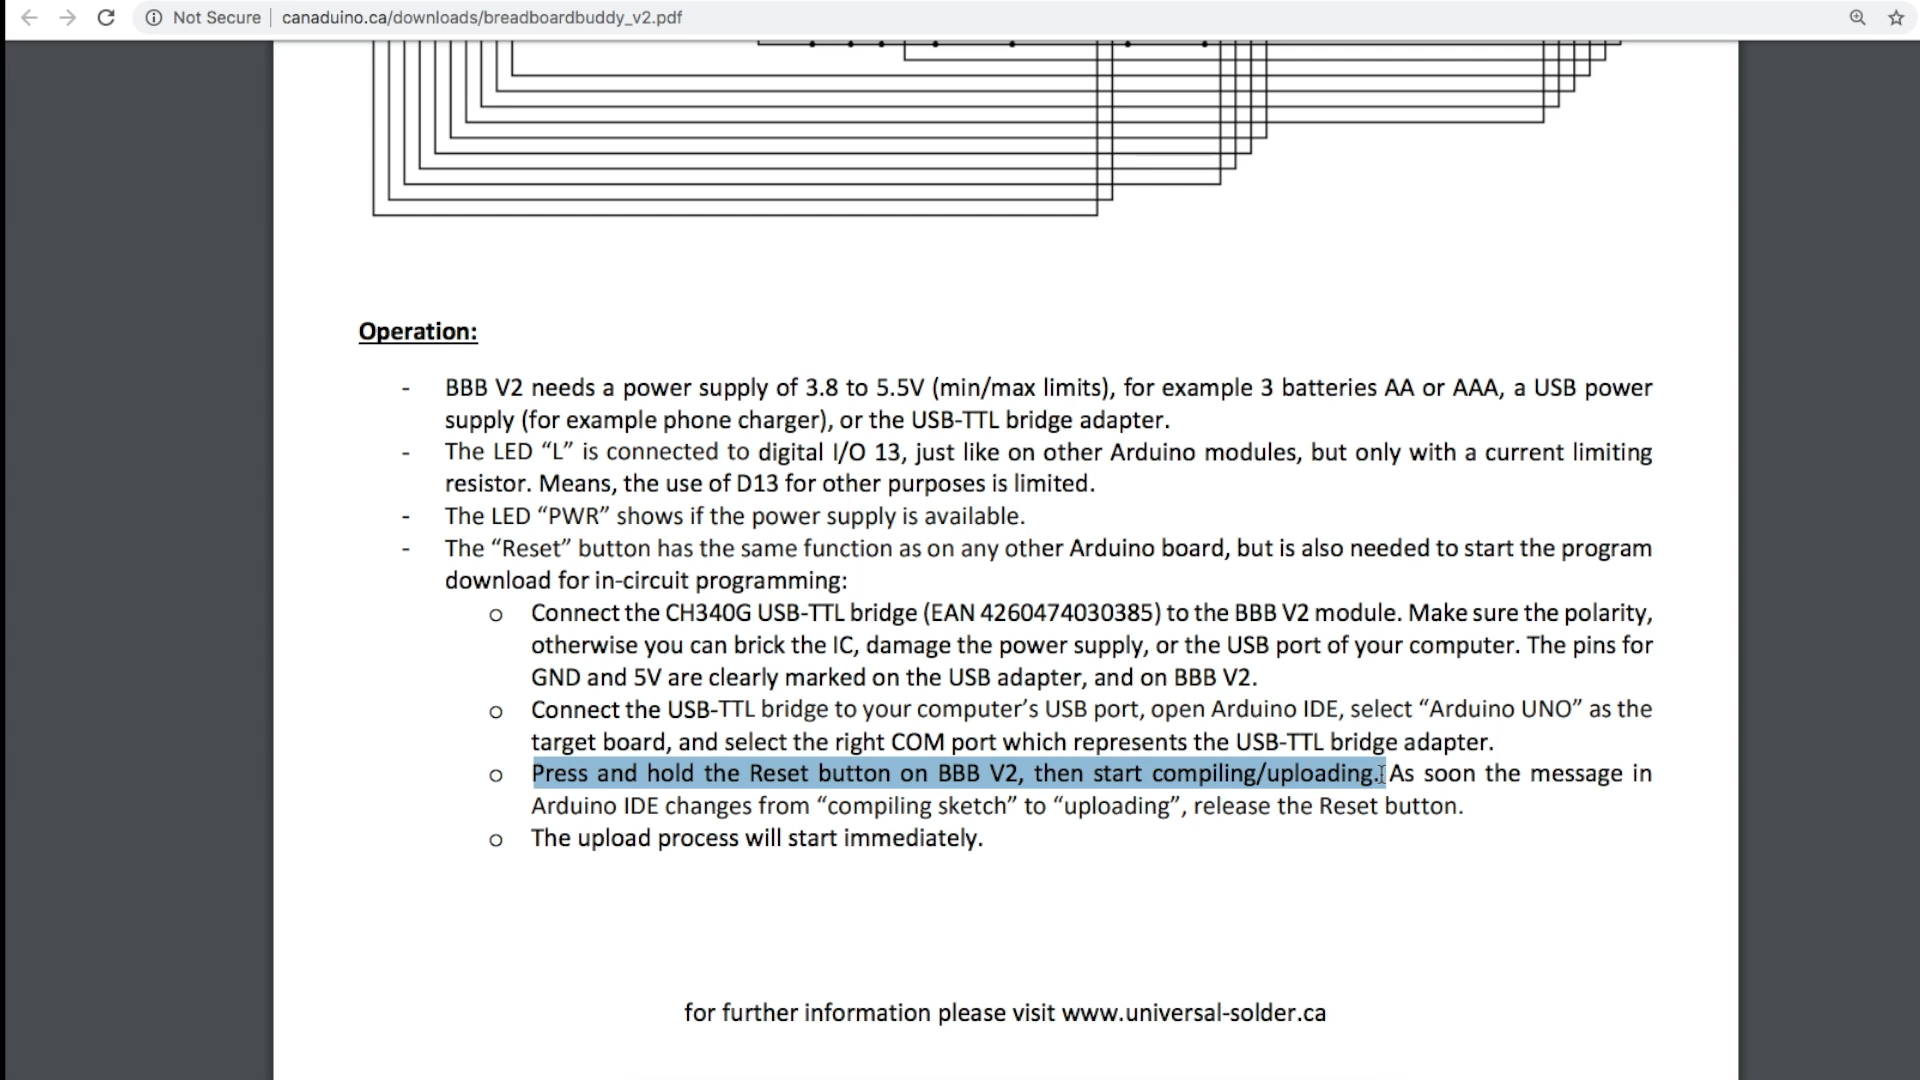 Not Secure canaduino.ca/downloads/breadboardbuddy_v2.pdf
Operation:
- BBB V2 needs a power supply of 3.8 to 5.5V (min/max limits), for example 3 batteries AA or AAA, a USB power
supply (for example phone charger), or the USB-TTL bridge adapter.
- The LED “L” is connected to digital I/O 13, just like on other Arduino modules, but only with a current limiting
resistor. Means, the use of D13 for other purposes is limited.
- The LED “PWR” shows if the power supply is available.
- The “Reset” button has the same function as on any other Arduino board, but is also needed to start the program
download for in-circuit programming:
o Connect the CH340G USB-TTL bridge (EAN 4260474030385) to the BBB V2 module. Make sure the polarity,
otherwise you can brick the IC, damage the power supply, or the USB port of your computer. The pins for
GND and 5V are clearly marked on the USB adapter, and on BBB V2.
o Connect the USB-TTL bridge to your computer’s USB port, open Arduino IDE, select “Arduino UNO” as the
target board, and select the right COM port which represents the USB-TTL bridge adapter.
o Press and hold the Reset button on BBB V2, then start compiling/uploading. As soon the message in
Arduino IDE changes from “compiling sketch” to “uploading”, release the Reset button.
o The upload process will start immediately.
for further information please visit www.universal-solder.ca